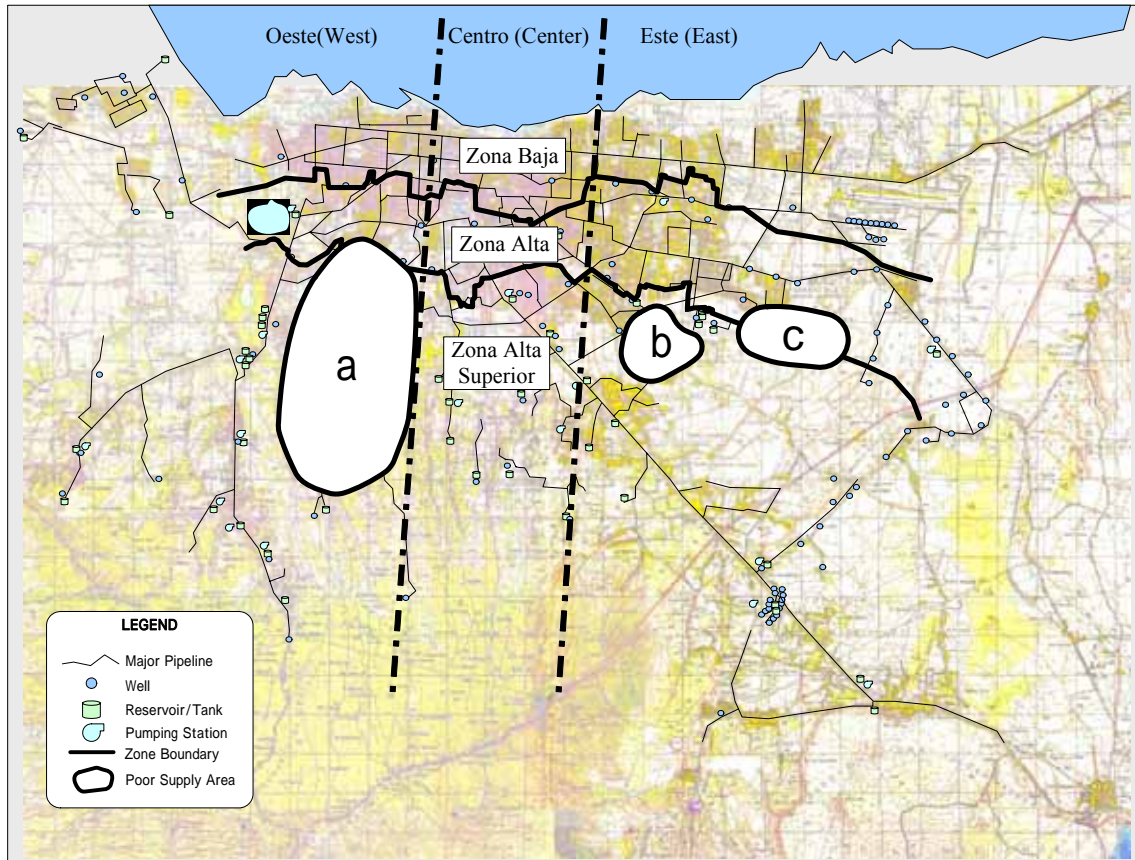 Oeste(West)
Centro (Center)
Este (East)
Zona Baja
Zona Alta
Zona Alta
Superior
a
b
c
LEGEND
Major Pipeline
Well
Reservoir/Tank
Pumping Station
Zone Boundary
Poor Supply Area